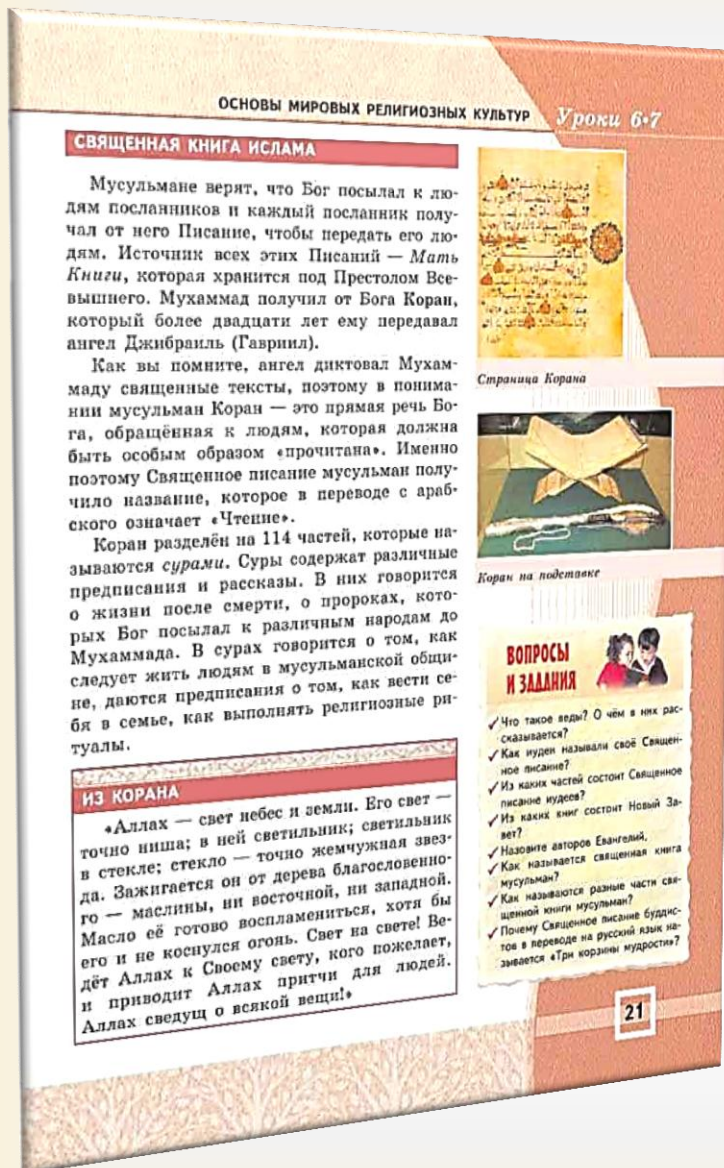 ОСНОВЫ МИРОВЫХ РЕЛИГИОЗНЫХ КУЛЬТУР
Уроки 6•7
СВЯЩЕННАЯ КНИГА ИСЛАМА
Мусульмане верят, что Бог посылал к лю-
дям посланников и каждый посланник полу-
чал от него Писание, чтобы передать его лю-
дям. Источник всех этих Писаний — Мать
Книги, которая хранится под Престолом Все-
вышнего. Мухаммад получил от Бога Коран,
который более двадцати лет ему передавал
ангел Джибраиль (Гавриил).
Как вы помните, ангел диктовал Мухам-
маду священные тексты, поэтому в понима-
нии мусульман Коран — это прямая речь Бо-
га, обращённая к людям, которая должна
быть особым образом «прочитана». Именно
поэтому Священное писание мусульман полу-
чило название, которое в переводе с араб-
ского означает «Чтение».
Коран разделён на 114 частей, которые на-
зываются сурами. Суры содержат различные
предписания и рассказы. В них говорится
о жизни после смерти, о пророках, кото-
рых Бог посылал к различным народам до
Мухаммада. В сурах говорится о том, как
следует жить людям в мусульманской общи-
не, даются предписания о том, как вести се-
бя в семье, как выполнять религиозные ри-
туалы.
ИЗ КОРАНА
«Аллах — свет небес и земли. Его свет —
точно ниша; в ней светильник; светильник
в стекле; стекло — точно жемчужная звез-
да. Зажигается он от дерева благословенно-
го — маслины, ни восточной, ни западной.
Масло её готово воспламениться, хотя бы
его и не коснулся огонь. Свет на свете! Ве-
дёт Аллах к Своему свету, кого пожелает,
и приводит Аллах притчи для людей.
Аллах сведущ о всякой вещи!»
Страница Корана
Коран на подставке
ВОПРОСЫ
И ЗАДАНИЯ
✓ Что такое веды? О чём в них рас-
сказывается?
✓ Как иудеи называли своё Священ-
ное писание?
✓ Из каких частей состоит Священное
писание иудеев?
✓ Из каких книг состоит Новый За-
вет?
✓ Назовите авторов Евангелий.
✓ Как называется священная книга
мусульман?
✓ Как называются разные части свя-
щенной книги мусульман?
✓ Почему Священное писание буддис-
тов в переводе на русский язык на-
зывается «Три корзины мудрости»?
21